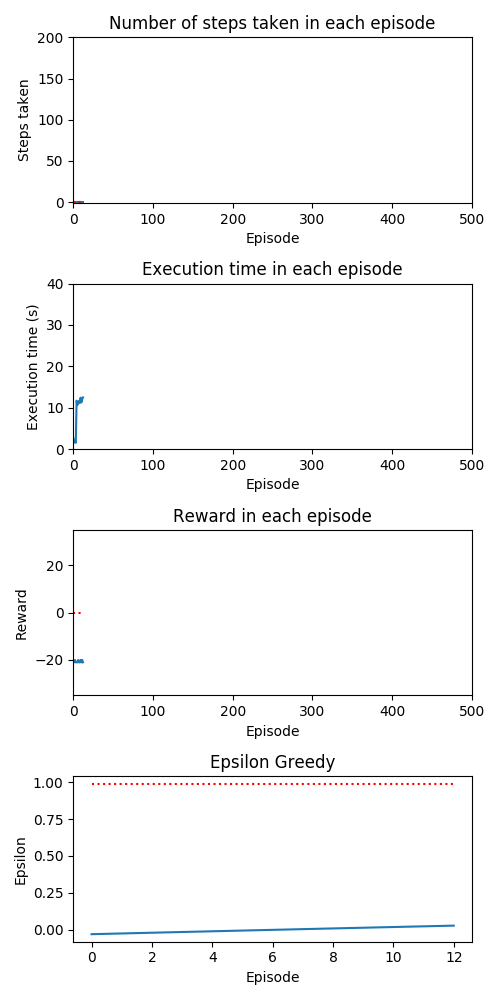 Number of steps taken in each episode
200
150
100
50
0
Steps taken
0 100 200 300 400 500
Episode
Execution time in each episode
40
30
20
10
0
Execution time (s)
0 100 200 300 400 500
Episode
Reward in each episode
20
0
−20
Reward
0 100 200 300 400 500
Episode
Epsilon Greedy
1.00
0.75
0.50
0.25
0.00
Epsilon
0 2 4 6 8 10 12
Episode